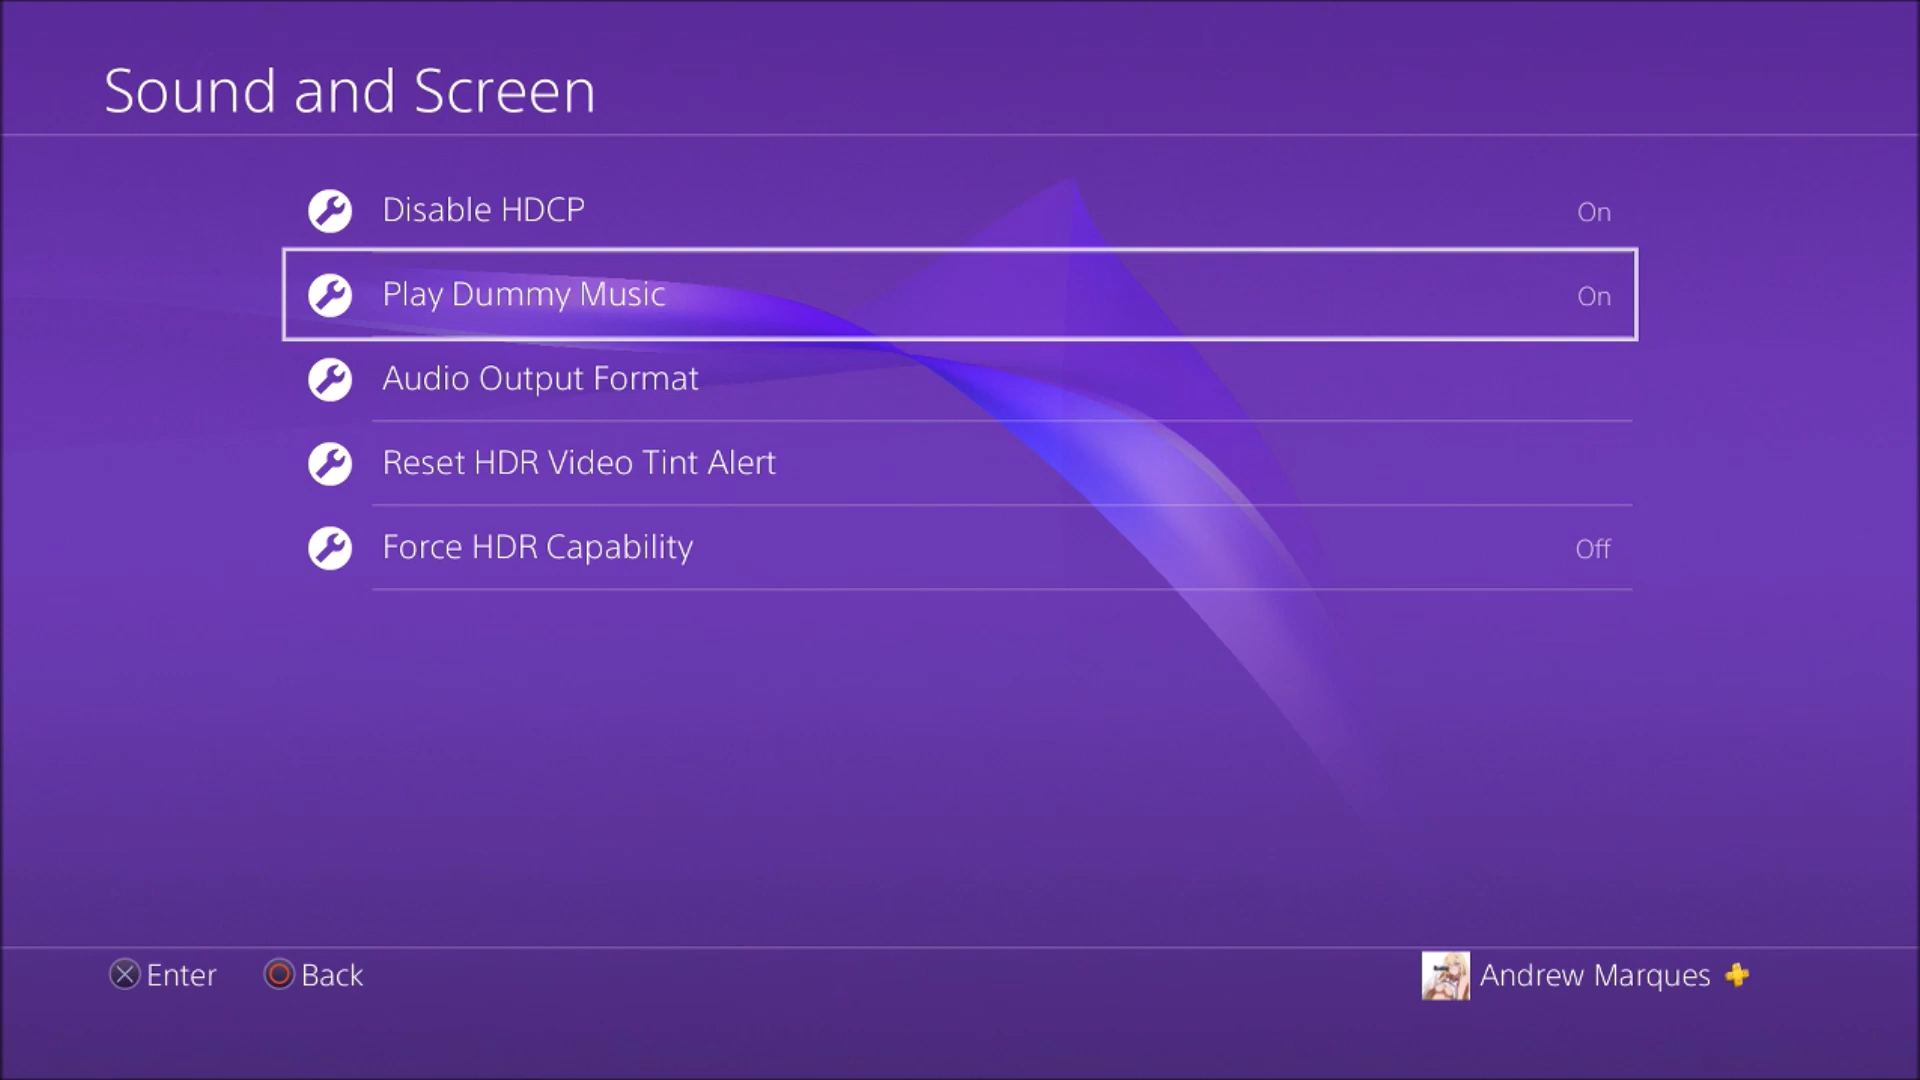 Sound and Screen
Disable HDCP On
Play Dummy Music On
Audio Output Format
Reset HDR Video Tint Alert
Force HDR Capability Off
Enter Back Andrew Marques